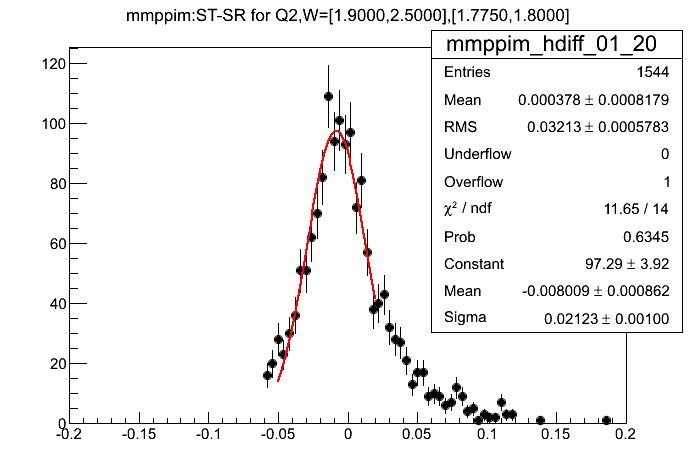 mmppim:ST-SR for Q2,W=[1.9000,2.5000],[1.7750,1.8000]
mmppim_hdiff_01_20
Entries 1544
Mean 0.000378 ± 0.0008179
RMS 0.03213 ± 0.0005783
Underflow 0
Overflow 1
χ² / ndf 11.65 / 14
Prob 0.6345
Constant 97.29 ± 3.92
Mean -0.008009 ± 0.000862
Sigma 0.02123 ± 0.00100
120
100
80
60
40
20
0
-0.2 -0.15 -0.1 -0.05 0 0.05 0.1 0.15 0.2